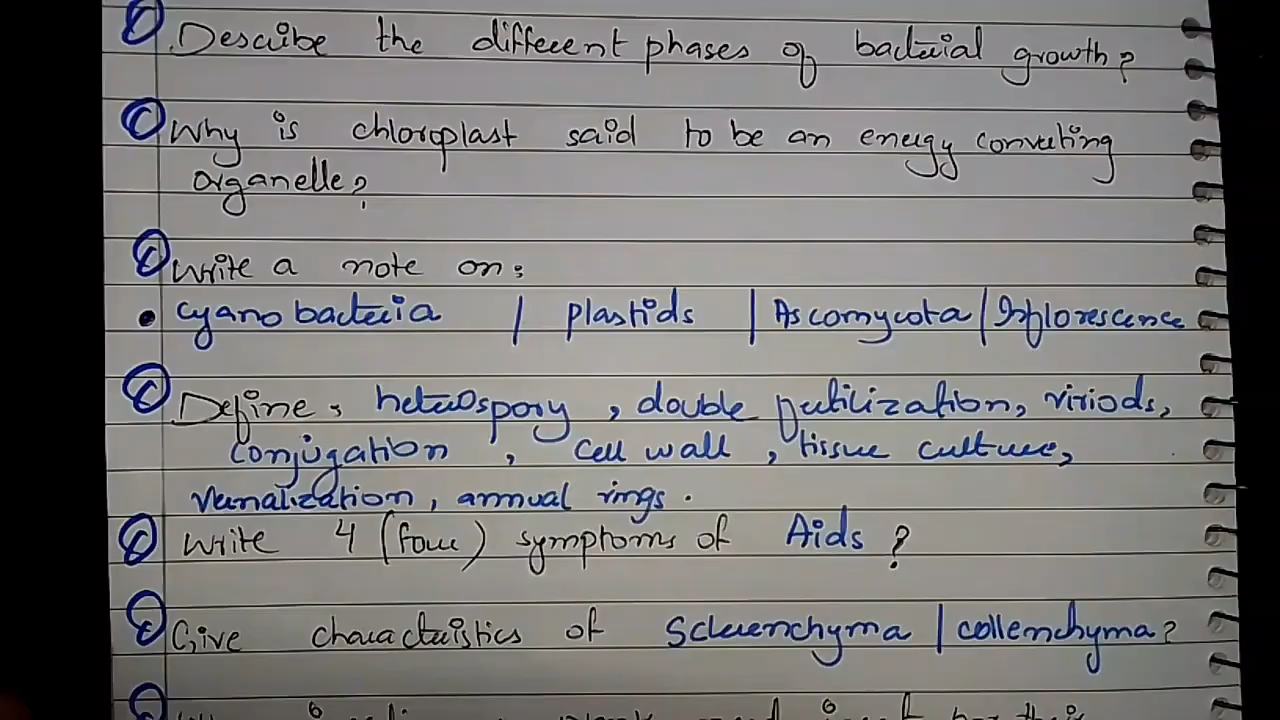 Describe the different phases of bacterial growth?
Why is chloroplast said to be an energy converting
organelle?
Write a note on:
• Cyanobacteria | Plastids | Ascomycota | Inflorescence
Define, heterospory, double fertilization, viriods,
Conjugation, Cell wall, tissue culture,
Vernalization, annual rings.
Write 4 (four) symptoms of Aids?
Give characteristics of Sclerenchyma | collenchyma?